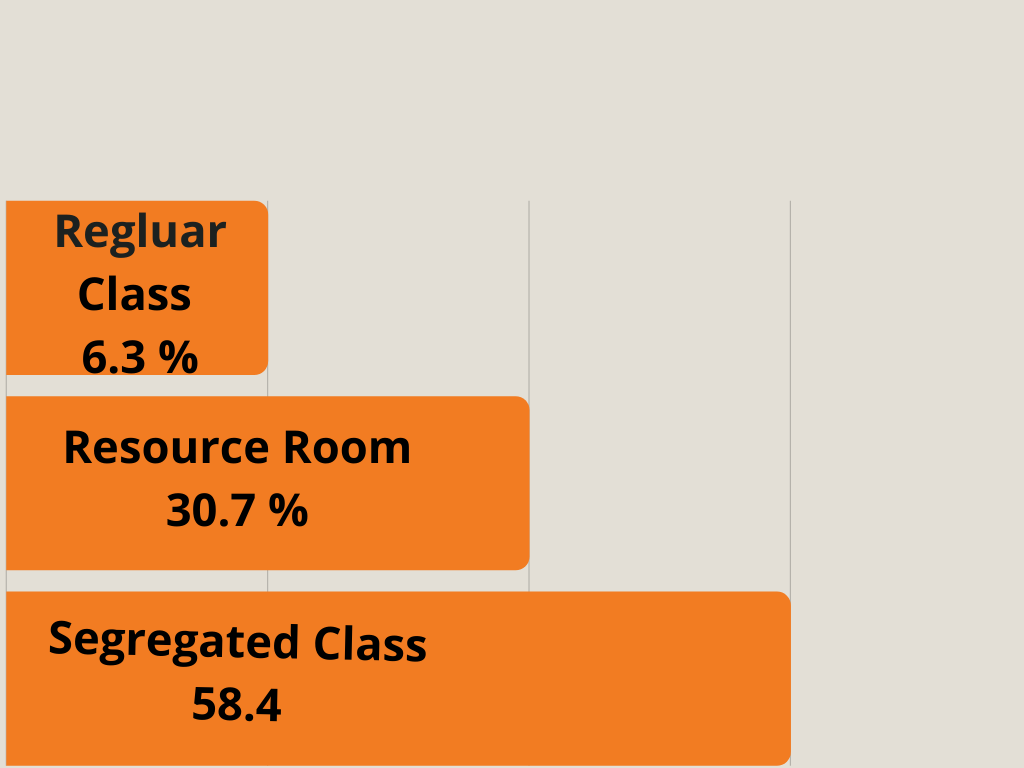 Regluar
Class
6.3 %
Resource Room
30.7 %
Segregated Class
58.4